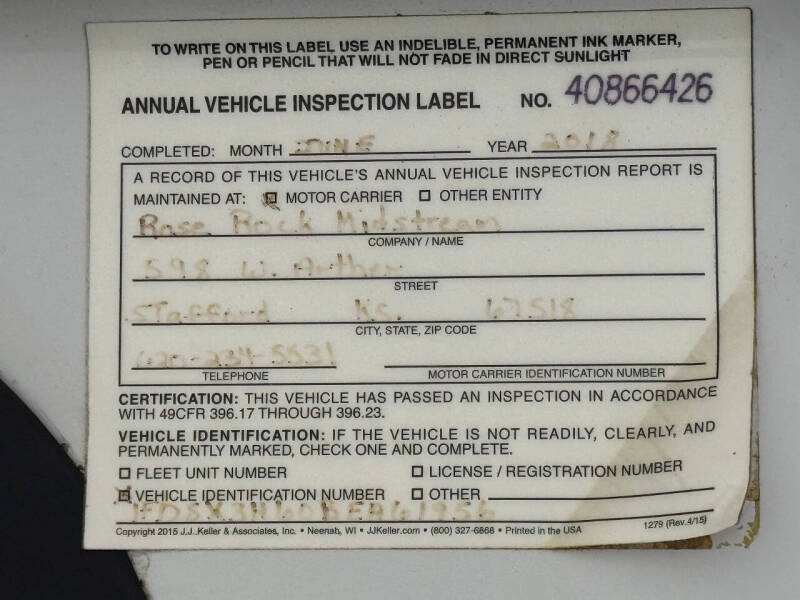 TO WRITE ON THIS LABEL USE AN INDELIBLE, PERMANENT INK MARKER,
PEN OR PENCIL THAT WILL NOT FADE IN DIRECT SUNLIGHT
ANNUAL VEHICLE INSPECTION LABEL NO. 40866426
COMPLETED: MONTH JUNE YEAR 2018
A RECORD OF THIS VEHICLE'S ANNUAL VEHICLE INSPECTION REPORT IS
MAINTAINED AT: MOTOR CARRIER OTHER ENTITY
Rose Rock Midstream
COMPANY / NAME
598 W. Arther
STREET
Stafford KS. 67518
CITY, STATE, ZIP CODE
620-234-5531
TELEPHONE MOTOR CARRIER IDENTIFICATION NUMBER
CERTIFICATION: THIS VEHICLE HAS PASSED AN INSPECTION IN ACCORDANCE
WITH 49CFR 396.17 THROUGH 396.23.
VEHICLE IDENTIFICATION: IF THE VEHICLE IS NOT READILY, CLEARLY, AND
PERMANENTLY MARKED, CHECK ONE AND COMPLETE.
FLEET UNIT NUMBER LICENSE / REGISTRATION NUMBER
VEHICLE IDENTIFICATION NUMBER OTHER
Copyright 2015 J.J. Keller & Associates, Inc. • Neenah, WI • JJKeller.com • (800) 327-6868 • Printed in the USA 1279 (Rev.4/15)